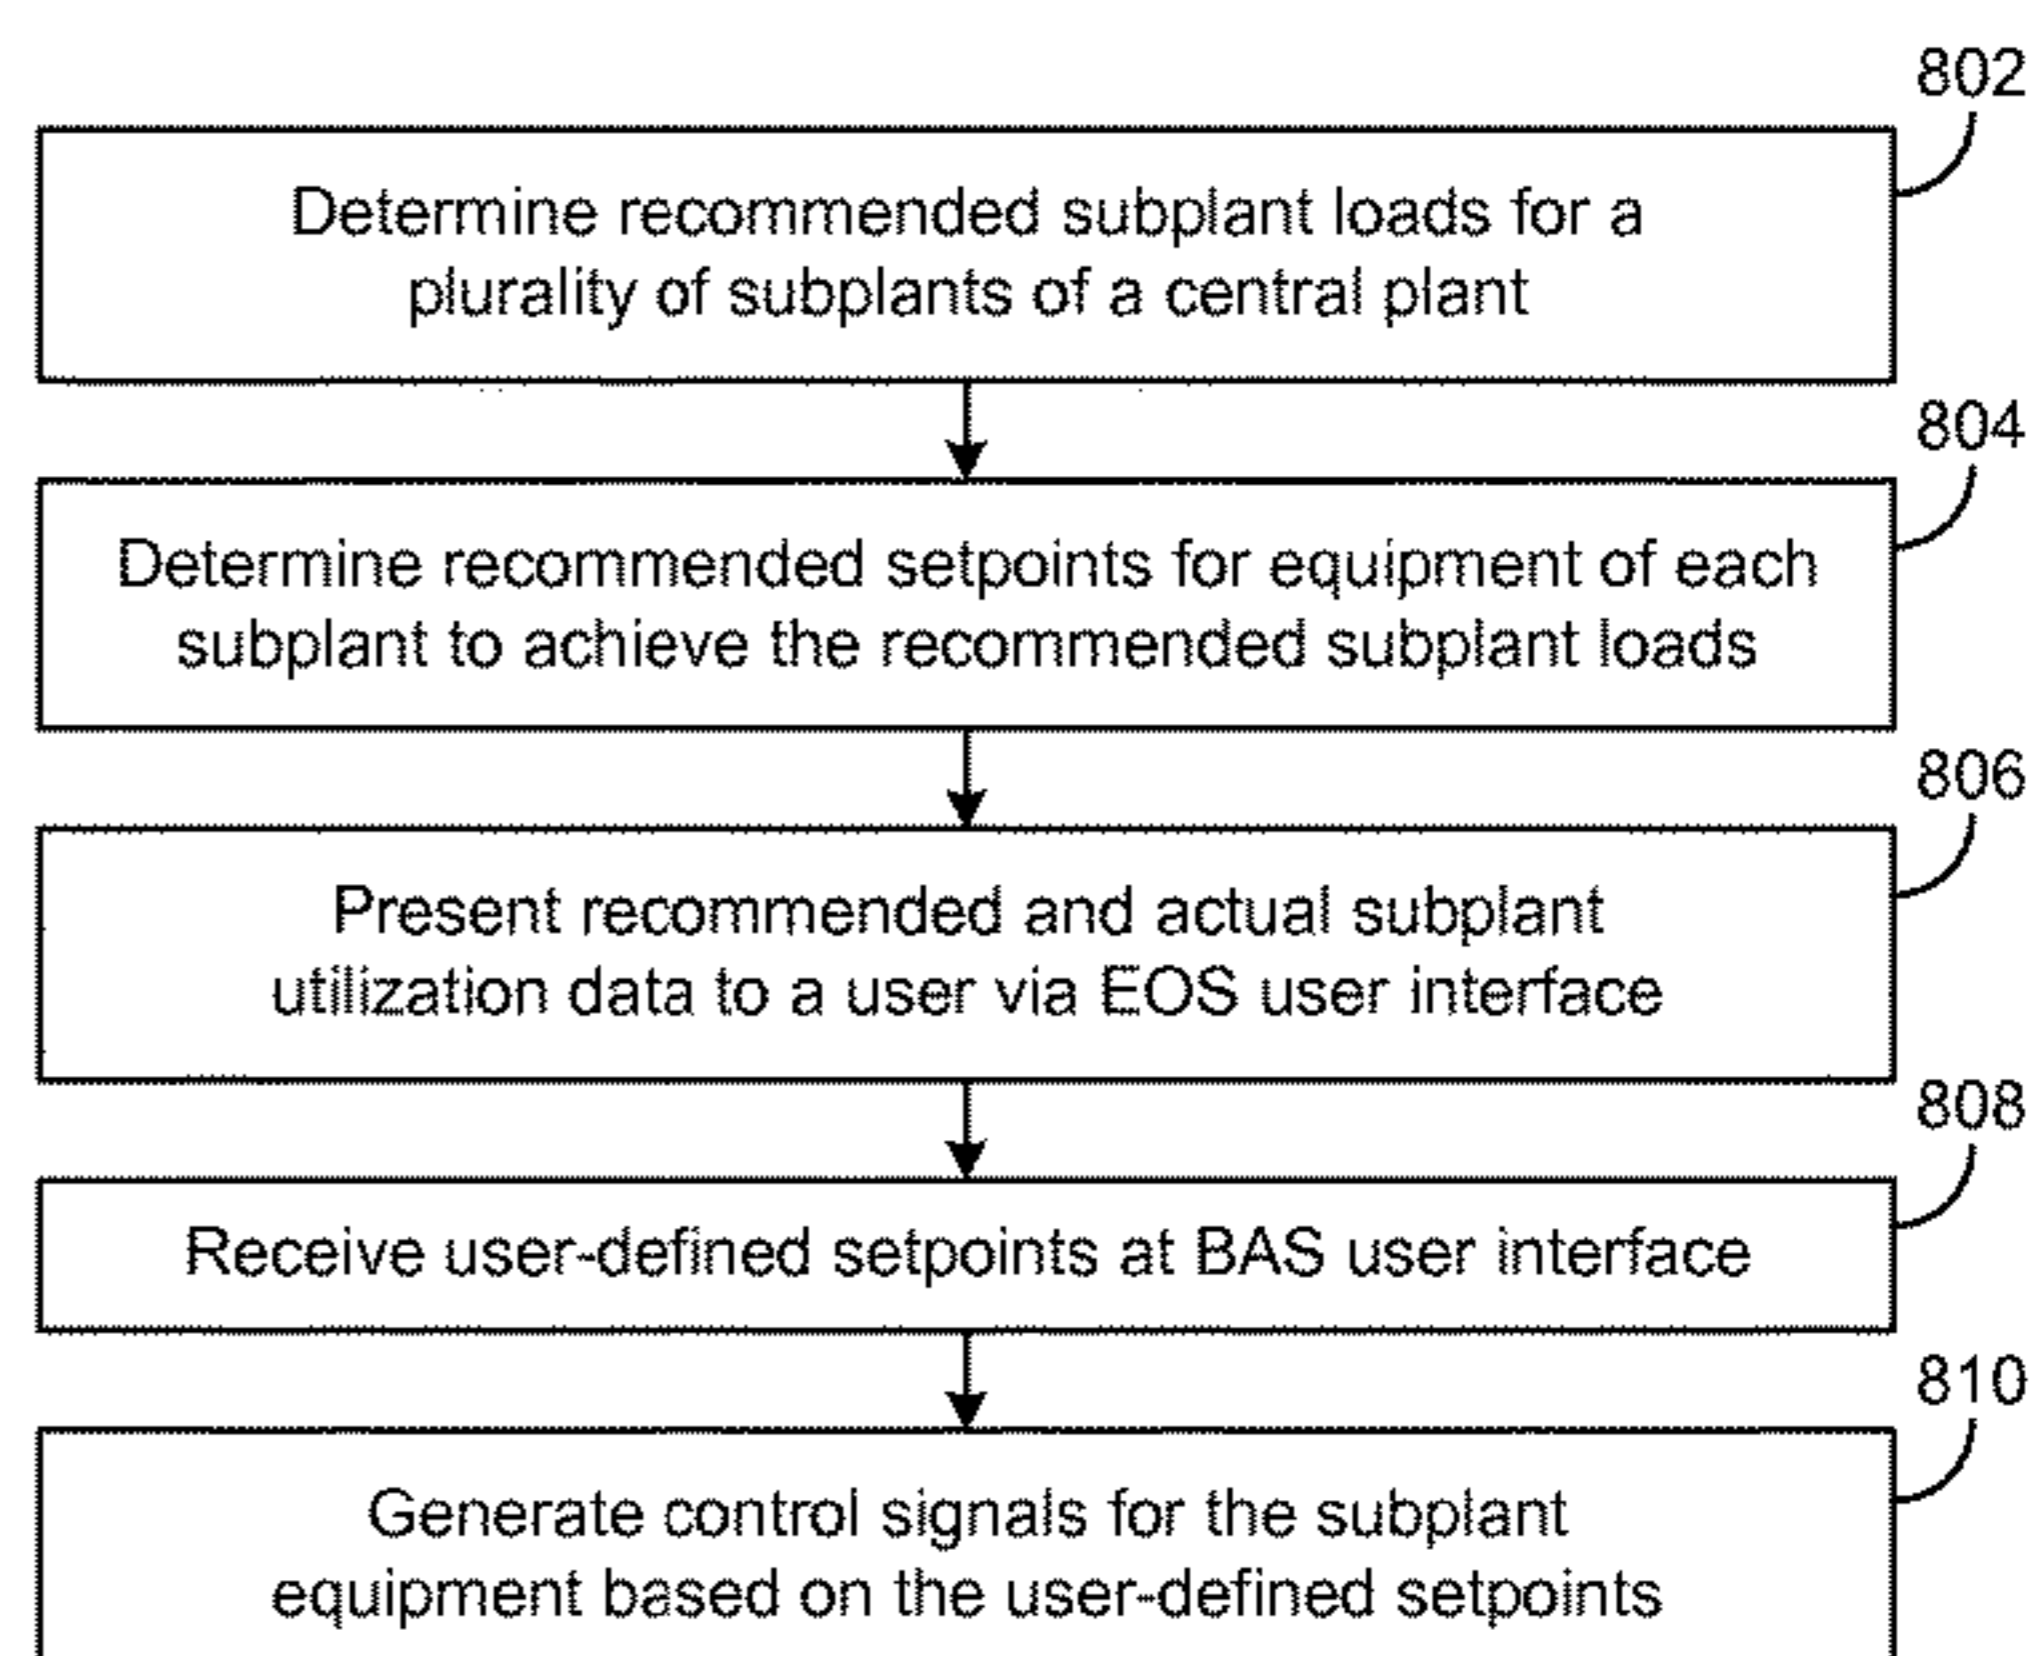 802
Determine recommended subplant loads for a
plurality of subplants of a central plant
804
Determine recommended setpoints for equipment of each
subplant to achieve the recommended subplant loads
806
Present recommended and actual subplant
utilization data to a user via EOS user interface
808
Receive user-defined setpoints at BAS user interface
810
Generate control signals for the subplant
equipment based on the user-defined setpoints